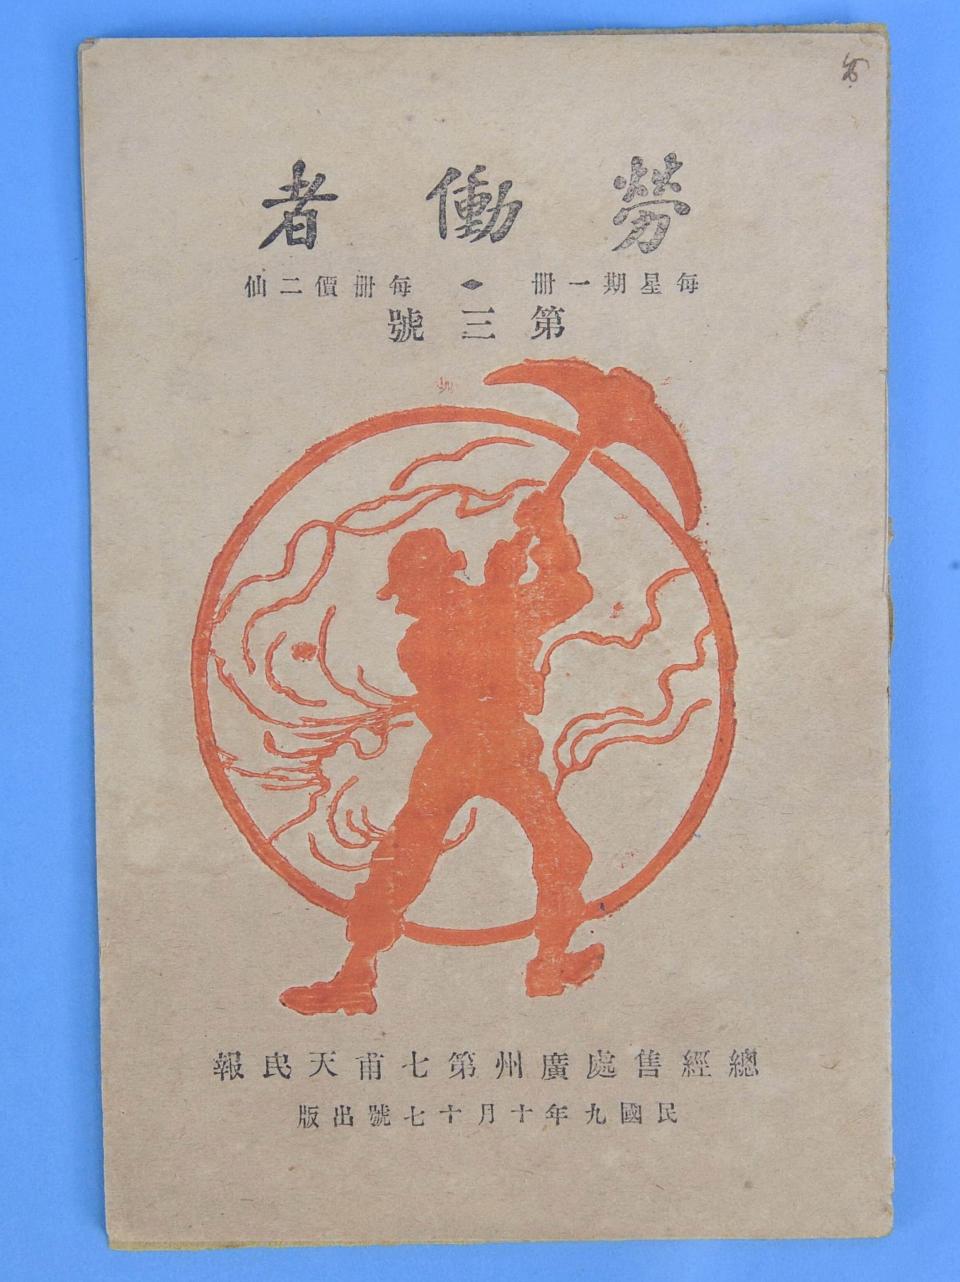 勞働者
每星期一冊 ◆ 每冊價二仙
第三號
總經售處廣州第七甫天民報
民國九年十月十七號出版